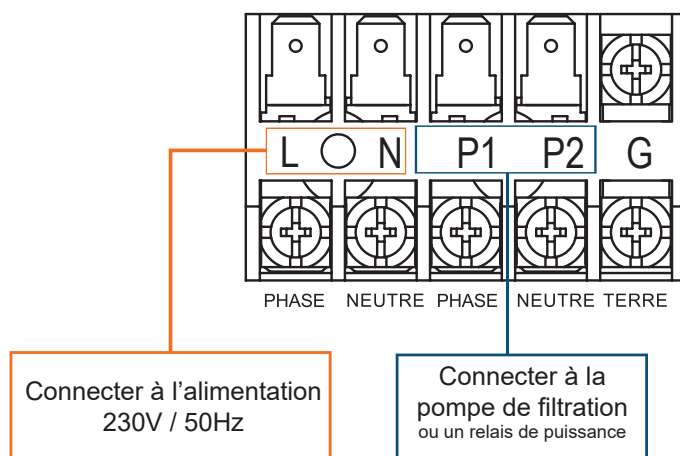 L N P1 P2 G
PHASE NEUTRE PHASE NEUTRE TERRE
Connecter à l’alimentation
230V / 50Hz
Connecter à la
pompe de filtration
ou un relais de puissance